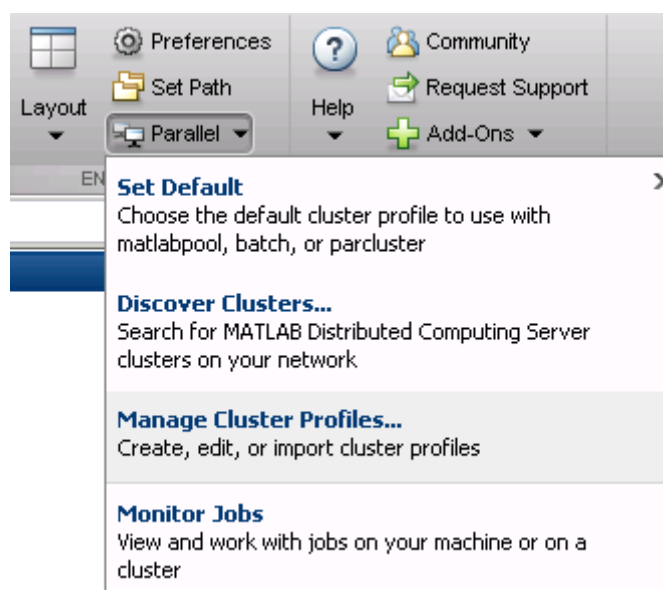 Preferences
Community
Set Path
Request Support
Layout
Help
Parallel
Add-Ons
EN
Set Default
Choose the default cluster profile to use with
matlabpool, batch, or parcluster
Discover Clusters...
Search for MATLAB Distributed Computing Server
clusters on your network
Manage Cluster Profiles...
Create, edit, or import cluster profiles
Monitor Jobs
View and work with jobs on your machine or on a
cluster